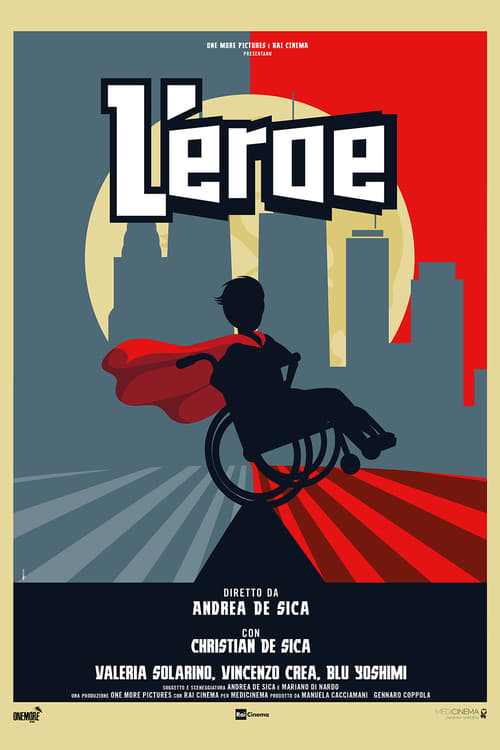 ONE MORE PICTURES E RAI CINEMA
PRESENTANO
L'eroe
DIRETTO DA
ANDREA DE SICA
CON
CHRISTIAN DE SICA
VALERIA SOLARINO, VINCENZO CREA, BLU YOSHIMI
SOGGETTO E SCENEGGIATURA ANDREA DE SICA E MARIANO DI NARDO
UNA PRODUZIONE ONE MORE PICTURES CON RAI CINEMA PER MEDICINEMA PRODOTTO DA MANUELA CACCIAMANI GENNARO COPPOLA
ONEMORE
Rai Cinema
MEDICINEMA